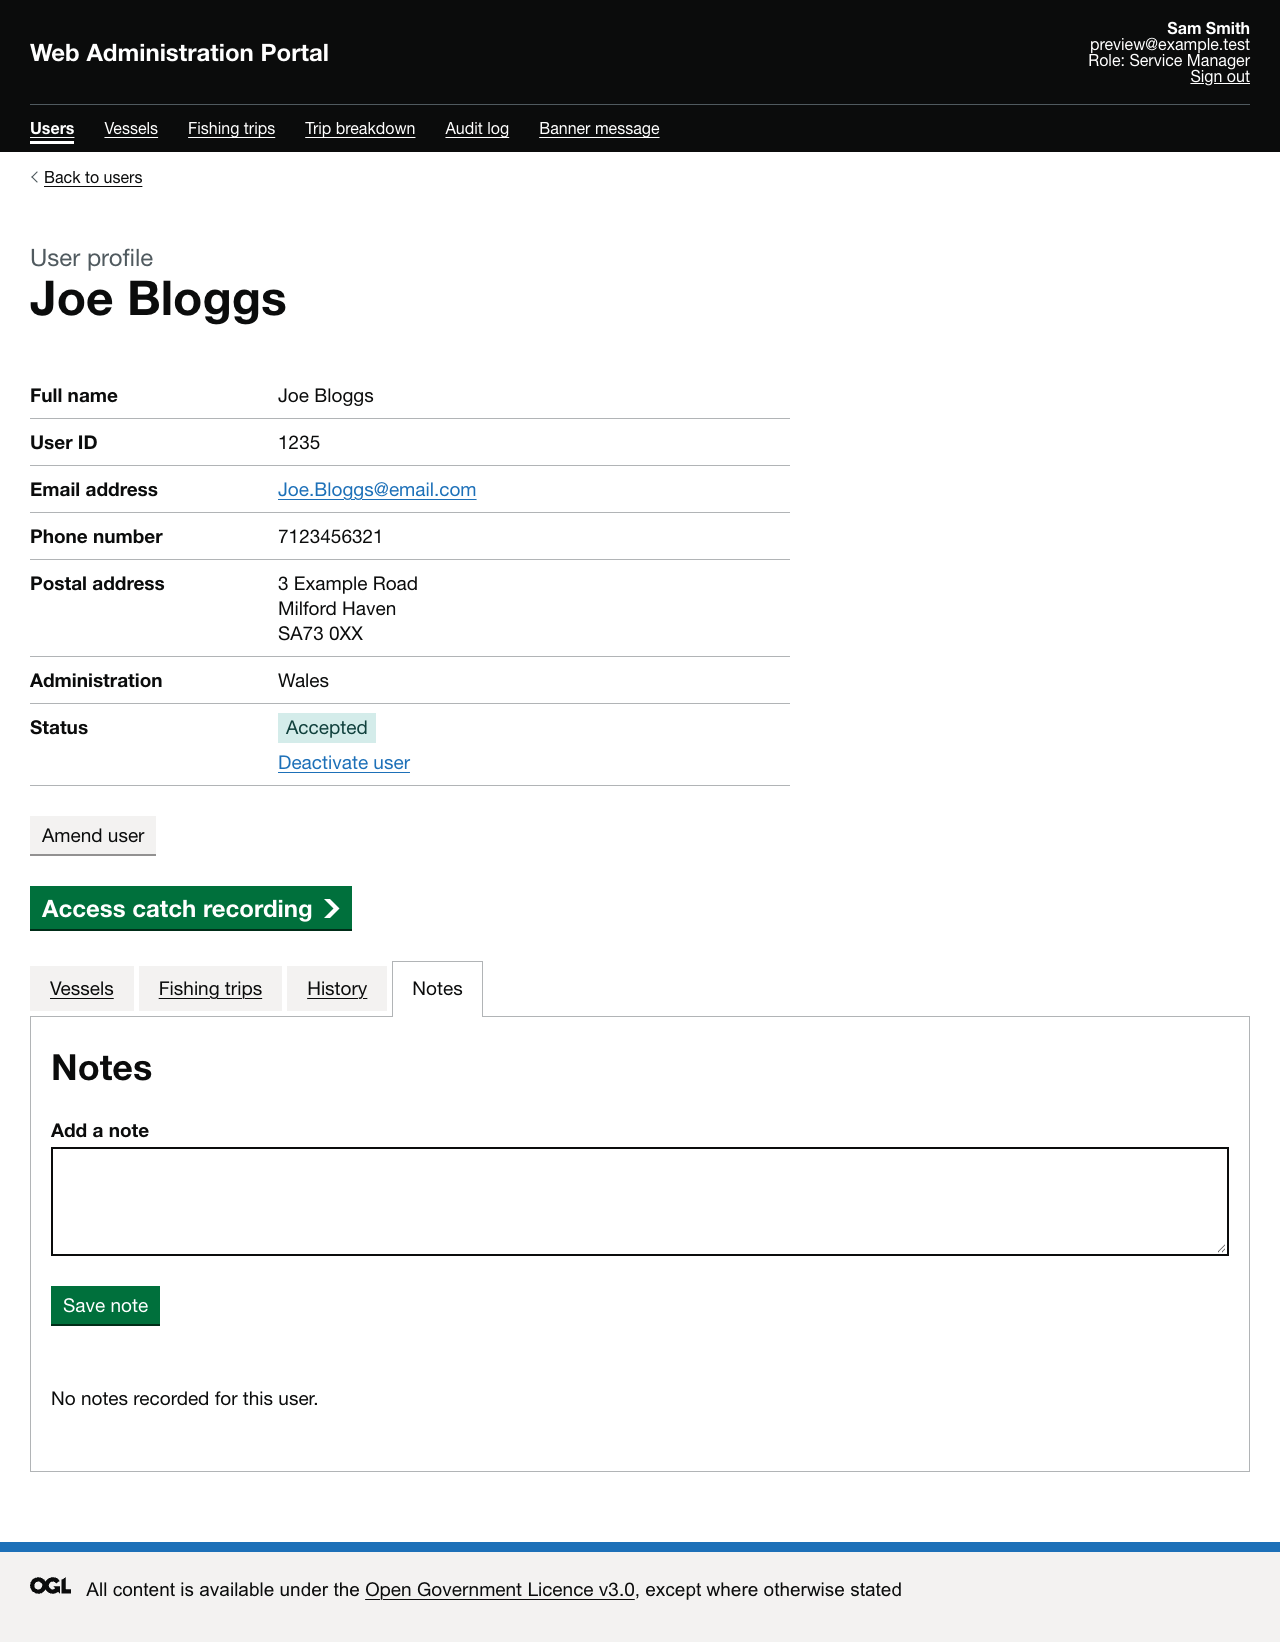 Web Administration Portal
Sam Smith
preview@example.test
Role: Service Manager
Sign out
Users Vessels Fishing trips Trip breakdown Audit log Banner message
Back to users
User profile
Joe Bloggs
Full name Joe Bloggs
User ID 1235
Email address Joe.Bloggs@email.com
Phone number 7123456321
Postal address 3 Example Road
Milford Haven
SA73 0XX
Administration Wales
Status Accepted
Deactivate user
Amend user
Access catch recording
Vessels Fishing trips History Notes
Notes
Add a note
Save note
No notes recorded for this user.
OGL All content is available under the Open Government Licence v3.0, except where otherwise stated